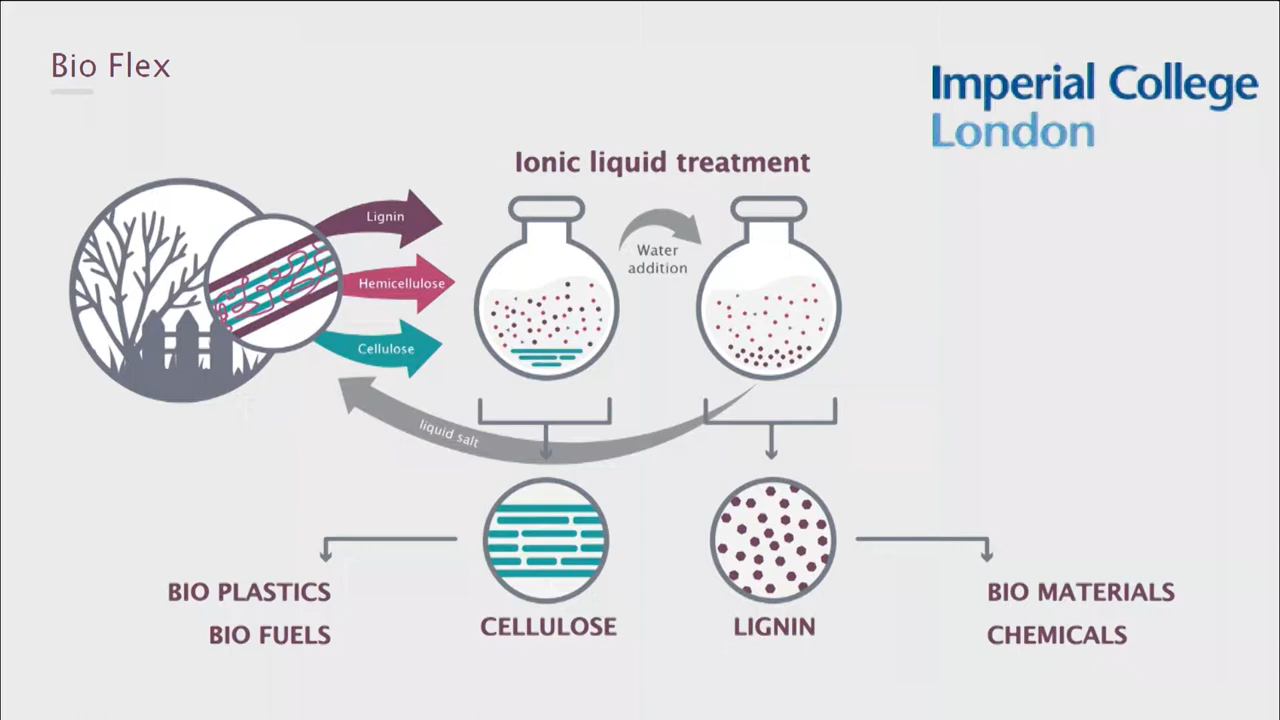 Bio Flex
Imperial College
London
Ionic liquid treatment
Lignin
Hemicellulose
Cellulose
Water
addition
liquid salt
BIO PLASTICS
BIO FUELS
CELLULOSE
LIGNIN
BIO MATERIALS
CHEMICALS